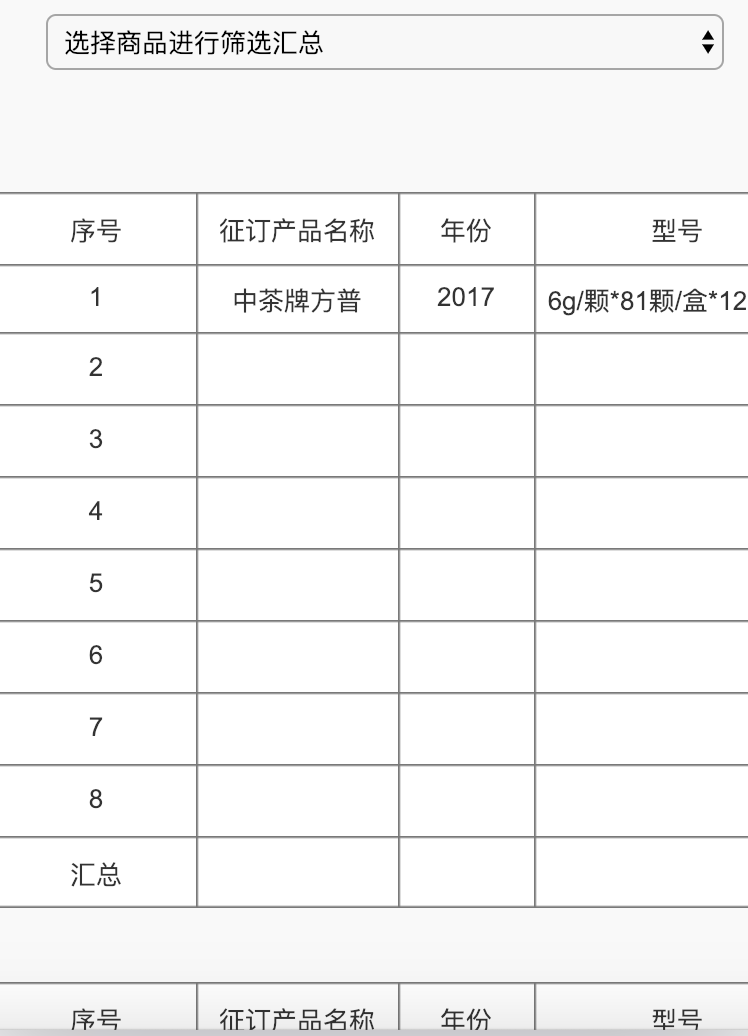 选择商品进行筛选汇总
序号 征订产品名称 年份 型号
1 中茶牌方普 2017 6g/颗*81颗/盒*12
2
3
4
5
6
7
8
汇总
序号 征订产品名称 年份 型号